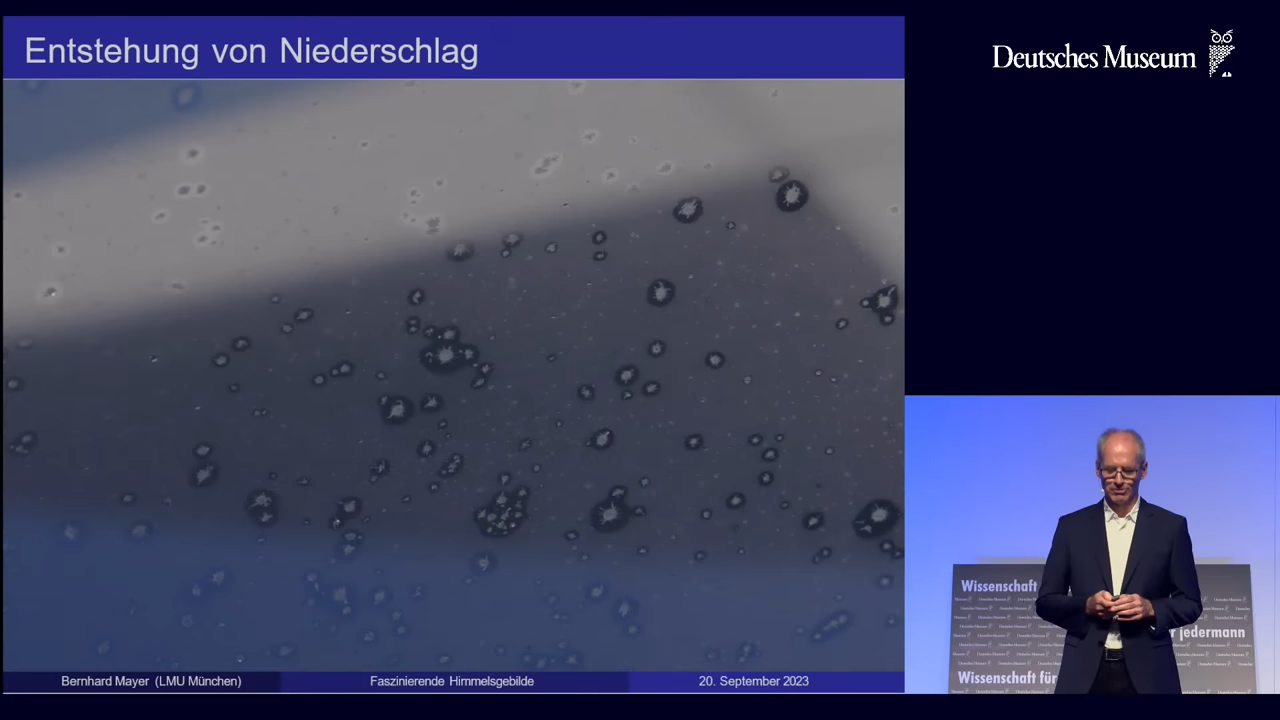 Entstehung von Niederschlag
Deutsches Museum
Wissenschaft
r jedermann
Wissenschaft für
Bernhard Mayer (LMU München)
Faszinierende Himmelsgebilde
20. September 2023